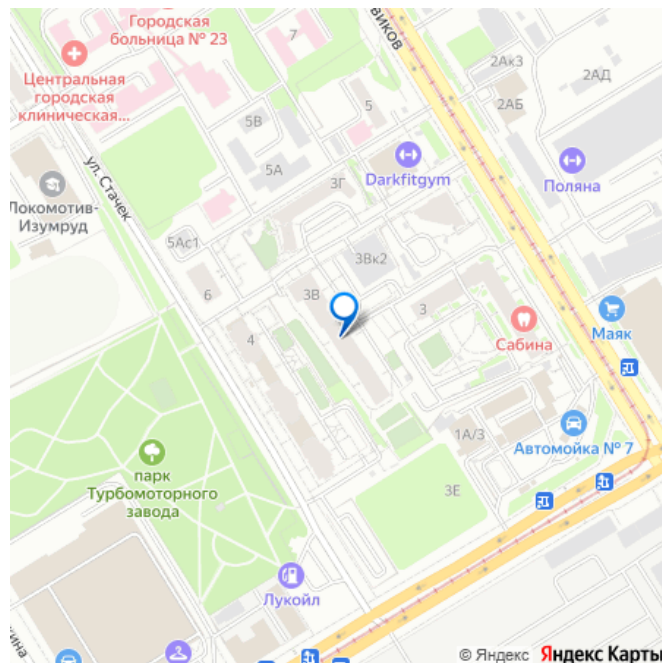 Городская
больница № 23
виков
Центральная
городская
клиническая...
7
2Ак3
2АД
2АБ
5
5В
5А
Darkfitgym
Поляна
3Г
ул. Стачек
Локомотив-
Изумруд
5Ас1
3Вк2
6
3В
3
4
Сабина
Маяк
1А/3
Автомойка № 7
парк
Турбомоторного
завода
3Е
Лукойл
кина
© Яндекс Яндекс Карты